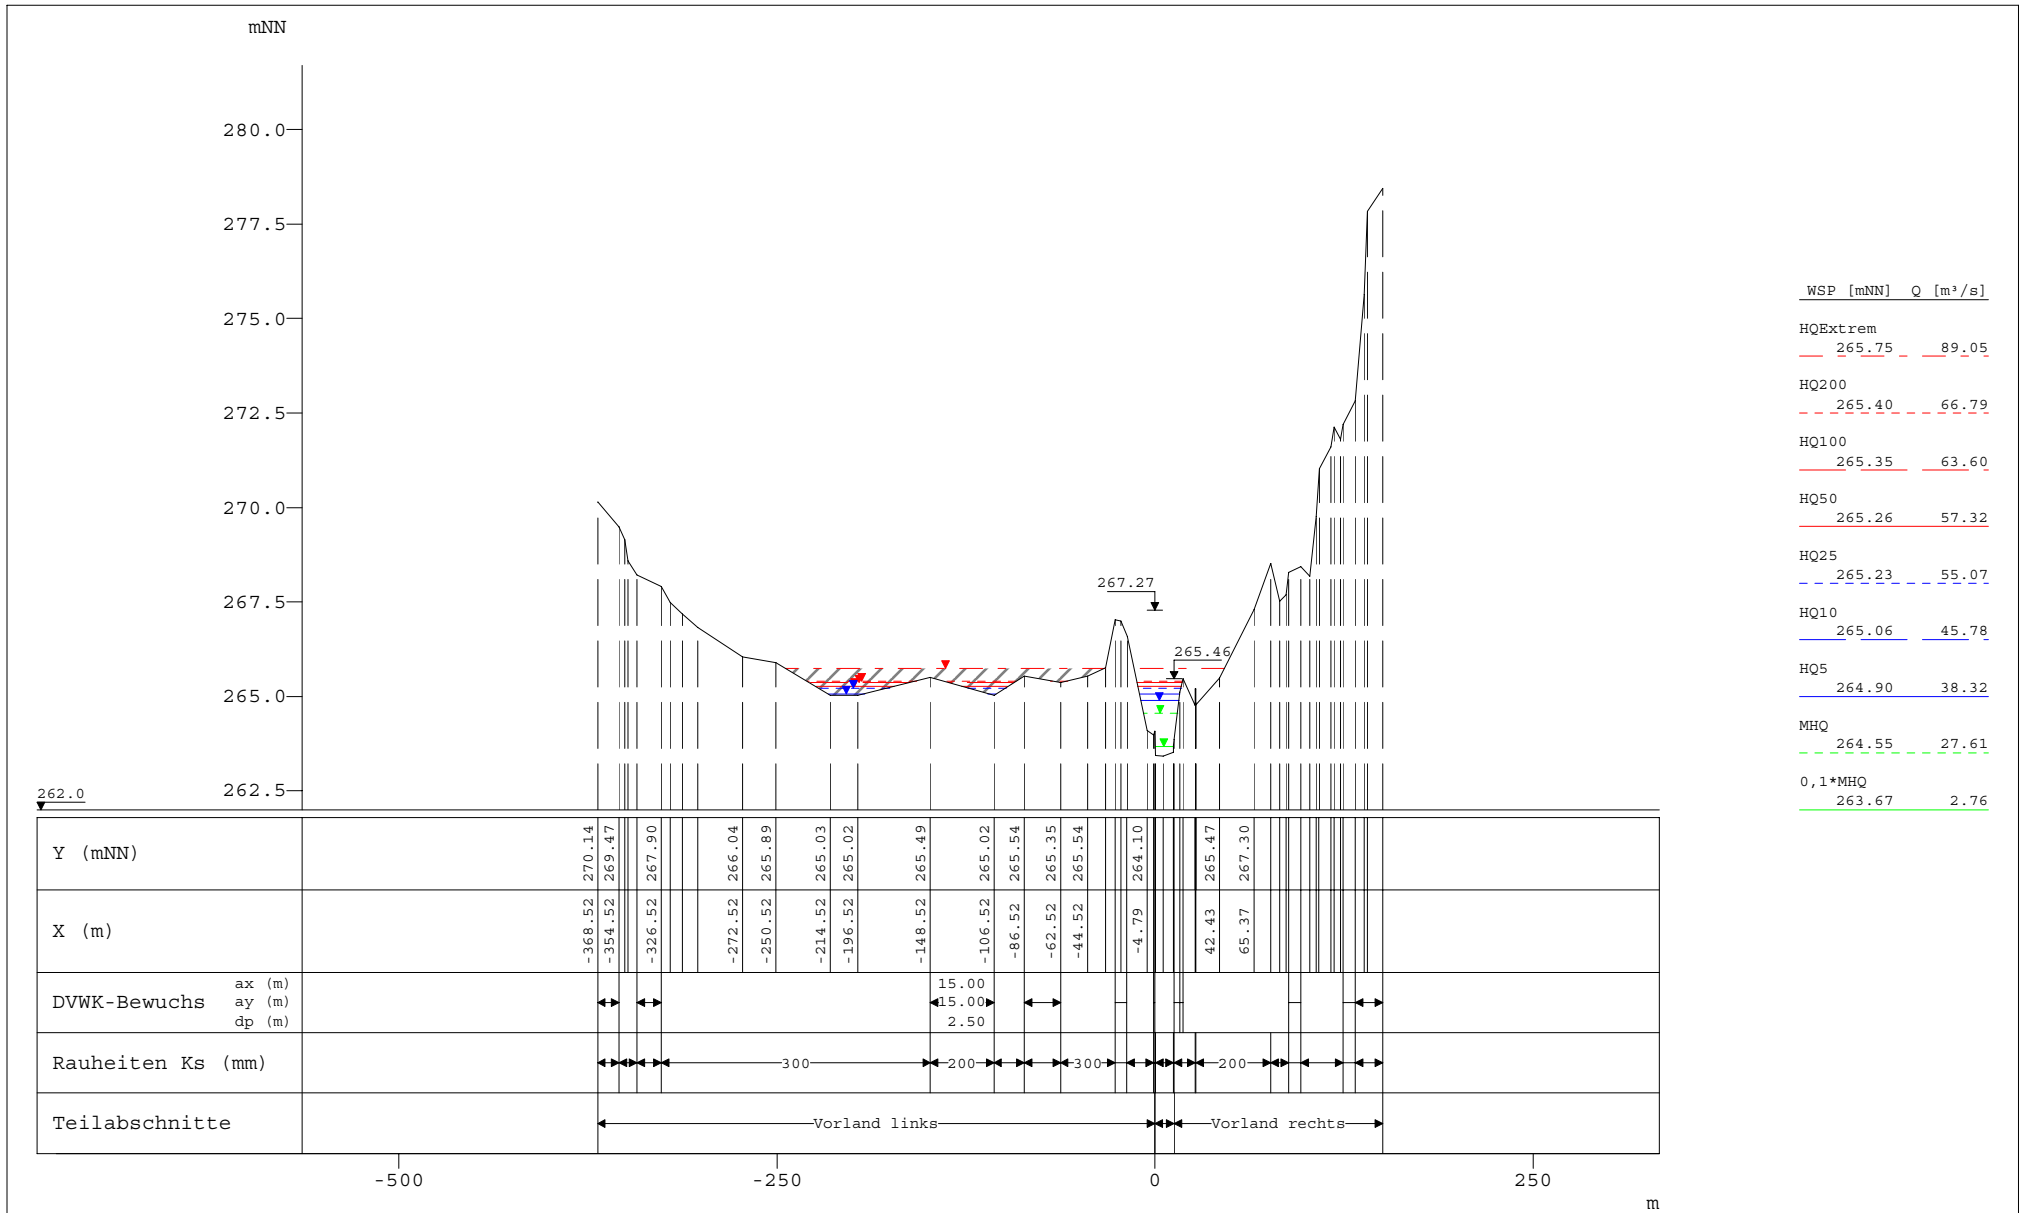 mNN
280.0
277.5
275.0
272.5
270.0
267.5
265.0
262.5
267.27
265.46
262.0
WSP [mNN] Q [m³/s]
HQExtrem
265.75 89.05
HQ200
265.40 66.79
HQ100
265.35 63.60
HQ50
265.26 57.32
HQ25
265.23 55.07
HQ10
265.06 45.78
HQ5
264.90 38.32
MHQ
264.55 27.61
0,1*MHQ
263.67 2.76
Y (mNN) 270.14 269.47 267.90 266.04 265.89 265.03 265.02 265.49 265.02 265.54 265.35 265.54 264.10 265.47 267.30
X (m) -368.52 -354.52 -326.52 -272.52 -250.52 -214.52 -196.52 -148.52 -106.52 -86.52 -62.52 -44.52 -4.79 42.43 65.37
ax (m) 15.00
DVWK-Bewuchs ay (m) 15.00
dp (m) 2.50
Rauheiten Ks (mm) 300 200 300 200
Teilabschnitte Vorland links Vorland rechts
-500 -250 0 250
m